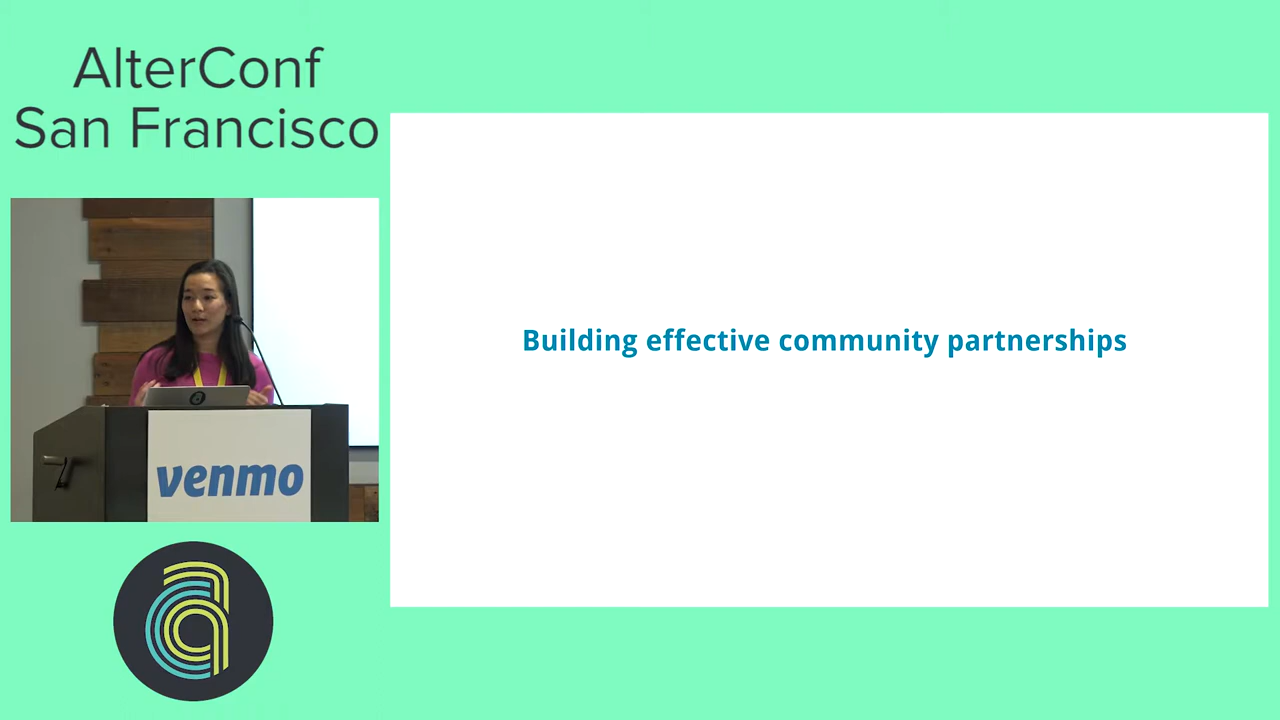 AlterConf
San Francisco
Building effective community partnerships
venmo